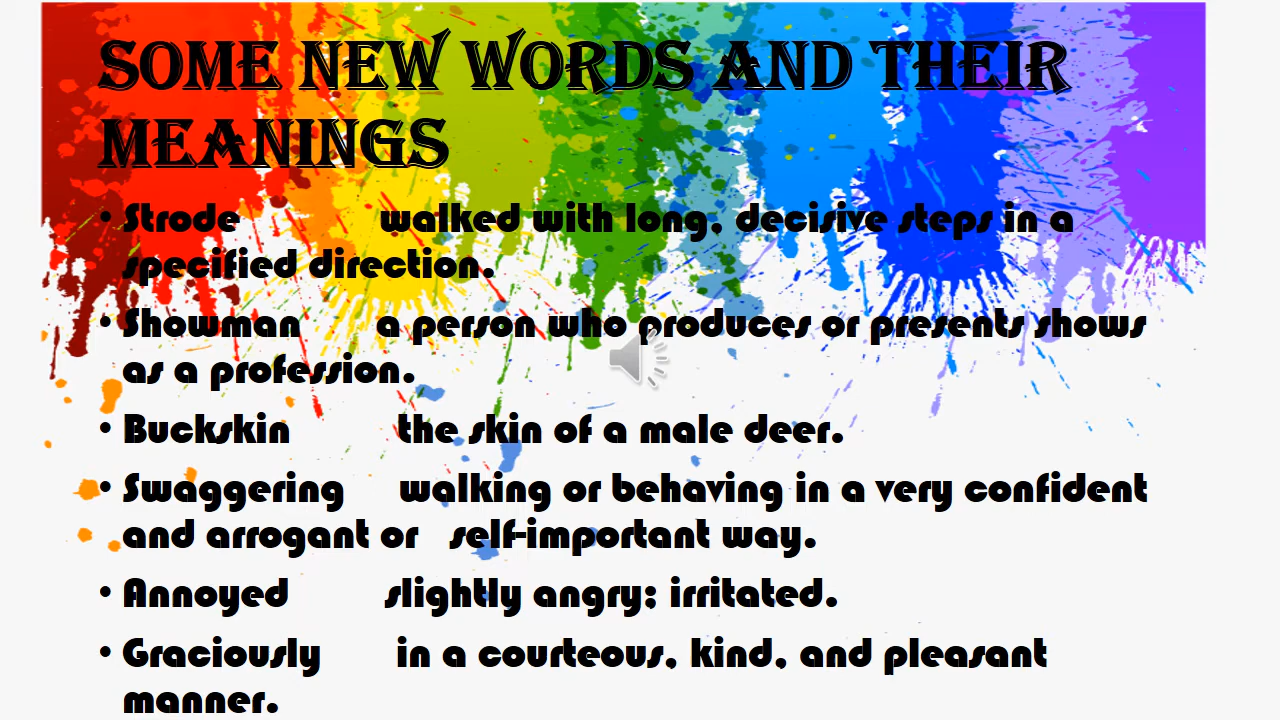 SOME NEW WORDS AND THEIR
MEANINGS
• Strode walked with long, decisive steps in a
specified direction.
• Showman a person who produces or presents shows
as a profession.
• Buckskin the skin of a male deer.
• Swaggering walking or behaving in a very confident
and arrogant or self-important way.
• Annoyed slightly angry; irritated.
• Graciously in a courteous, kind, and pleasant
manner.